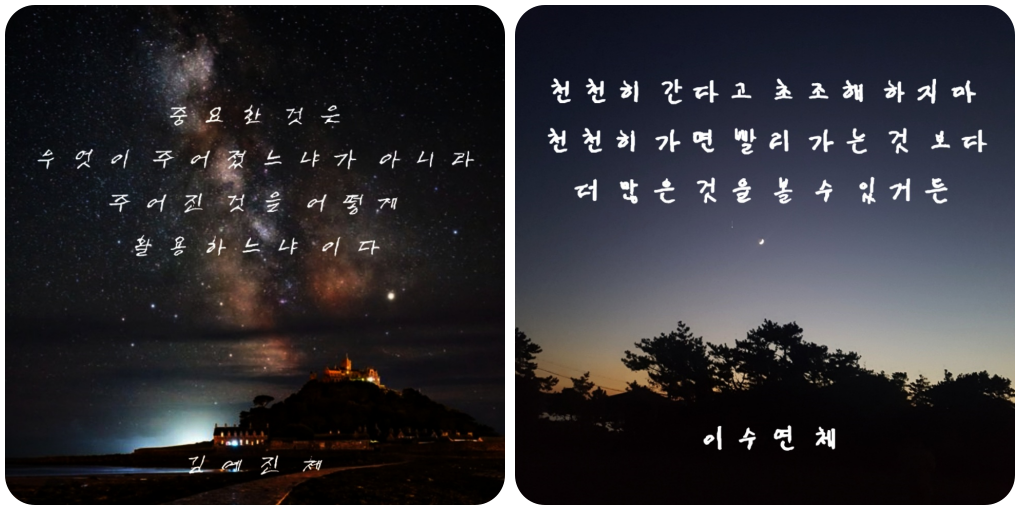 중요한 것은
무엇이 주어졌느냐가 아니라
주어진 것을 어떻게
활용하느냐이다
김예진체
천천히 간다고 초조해 하지마
천천히 가면 빨리 가는 것 보다
더 많은 것을 볼 수 있거든
이수연체